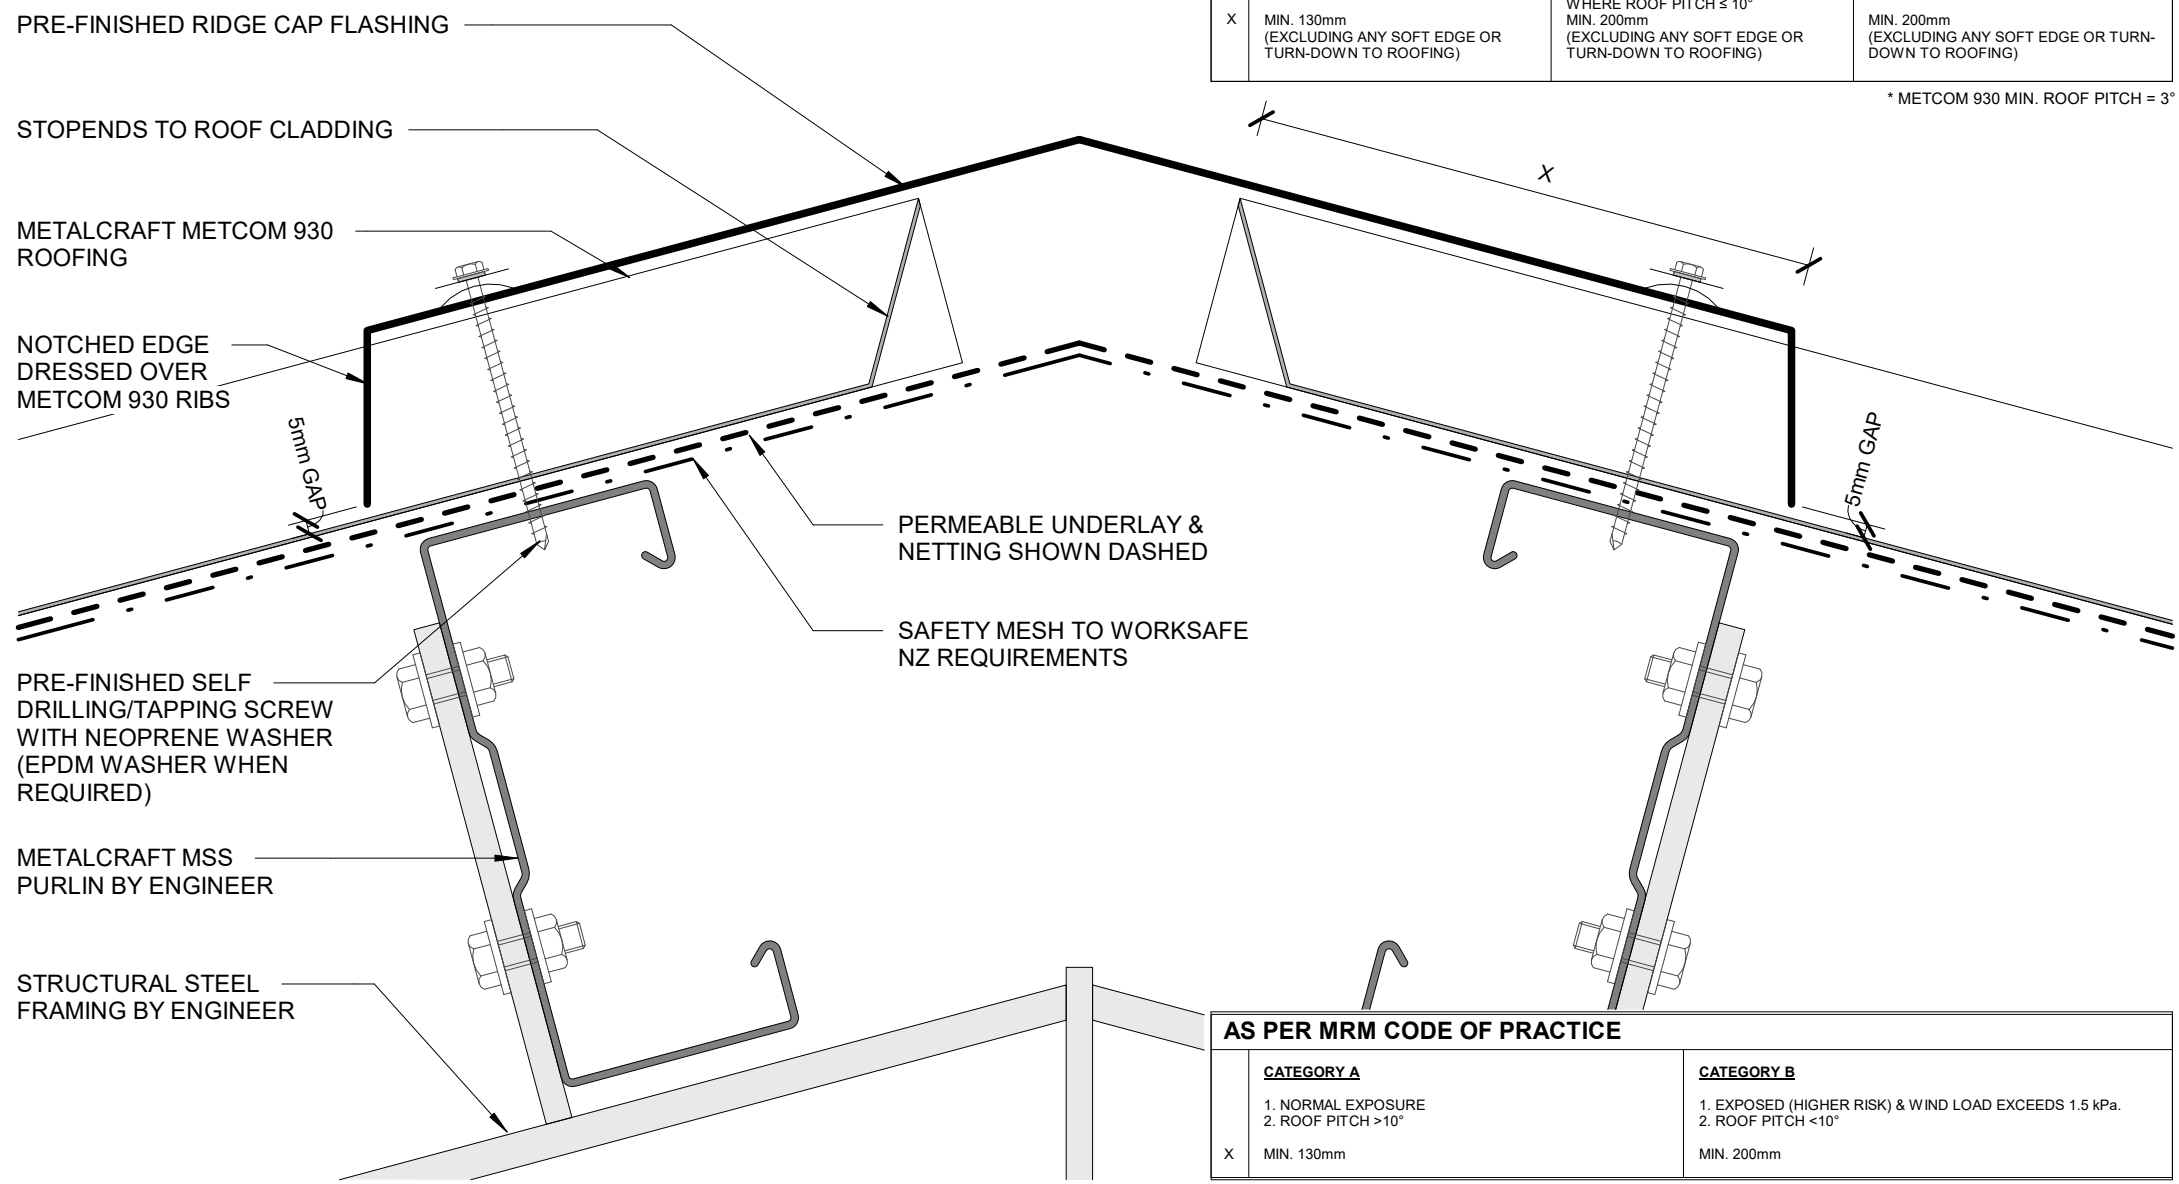 PRE-FINISHED RIDGE CAP FLASHING
STOPENDS TO ROOF CLADDING
METALCRAFT METCOM 930
ROOFING
NOTCHED EDGE
DRESSED OVER
METCOM 930 RIBS
5mm GAP
PRE-FINISHED SELF
DRILLING/TAPPING SCREW
WITH NEOPRENE WASHER
(EPDM WASHER WHEN
REQUIRED)
METALCRAFT MSS
PURLIN BY ENGINEER
STRUCTURAL STEEL
FRAMING BY ENGINEER
PERMEABLE UNDERLAY &
NETTING SHOWN DASHED
SAFETY MESH TO WORKSAFE
NZ REQUIREMENTS
X
MIN. 130mm
(EXCLUDING ANY SOFT EDGE OR
TURN-DOWN TO ROOFING)
WHERE ROOF PITCH ≤ 10°
MIN. 200mm
(EXCLUDING ANY SOFT EDGE OR
TURN-DOWN TO ROOFING)
MIN. 200mm
(EXCLUDING ANY SOFT EDGE OR TURN-
DOWN TO ROOFING)
* METCOM 930 MIN. ROOF PITCH = 3°
X
5mm GAP
AS PER MRM CODE OF PRACTICE
CATEGORY A
1. NORMAL EXPOSURE
2. ROOF PITCH >10°
X
MIN. 130mm
CATEGORY B
1. EXPOSED (HIGHER RISK) & WIND LOAD EXCEEDS 1.5 kPa.
2. ROOF PITCH <10°
MIN. 200mm